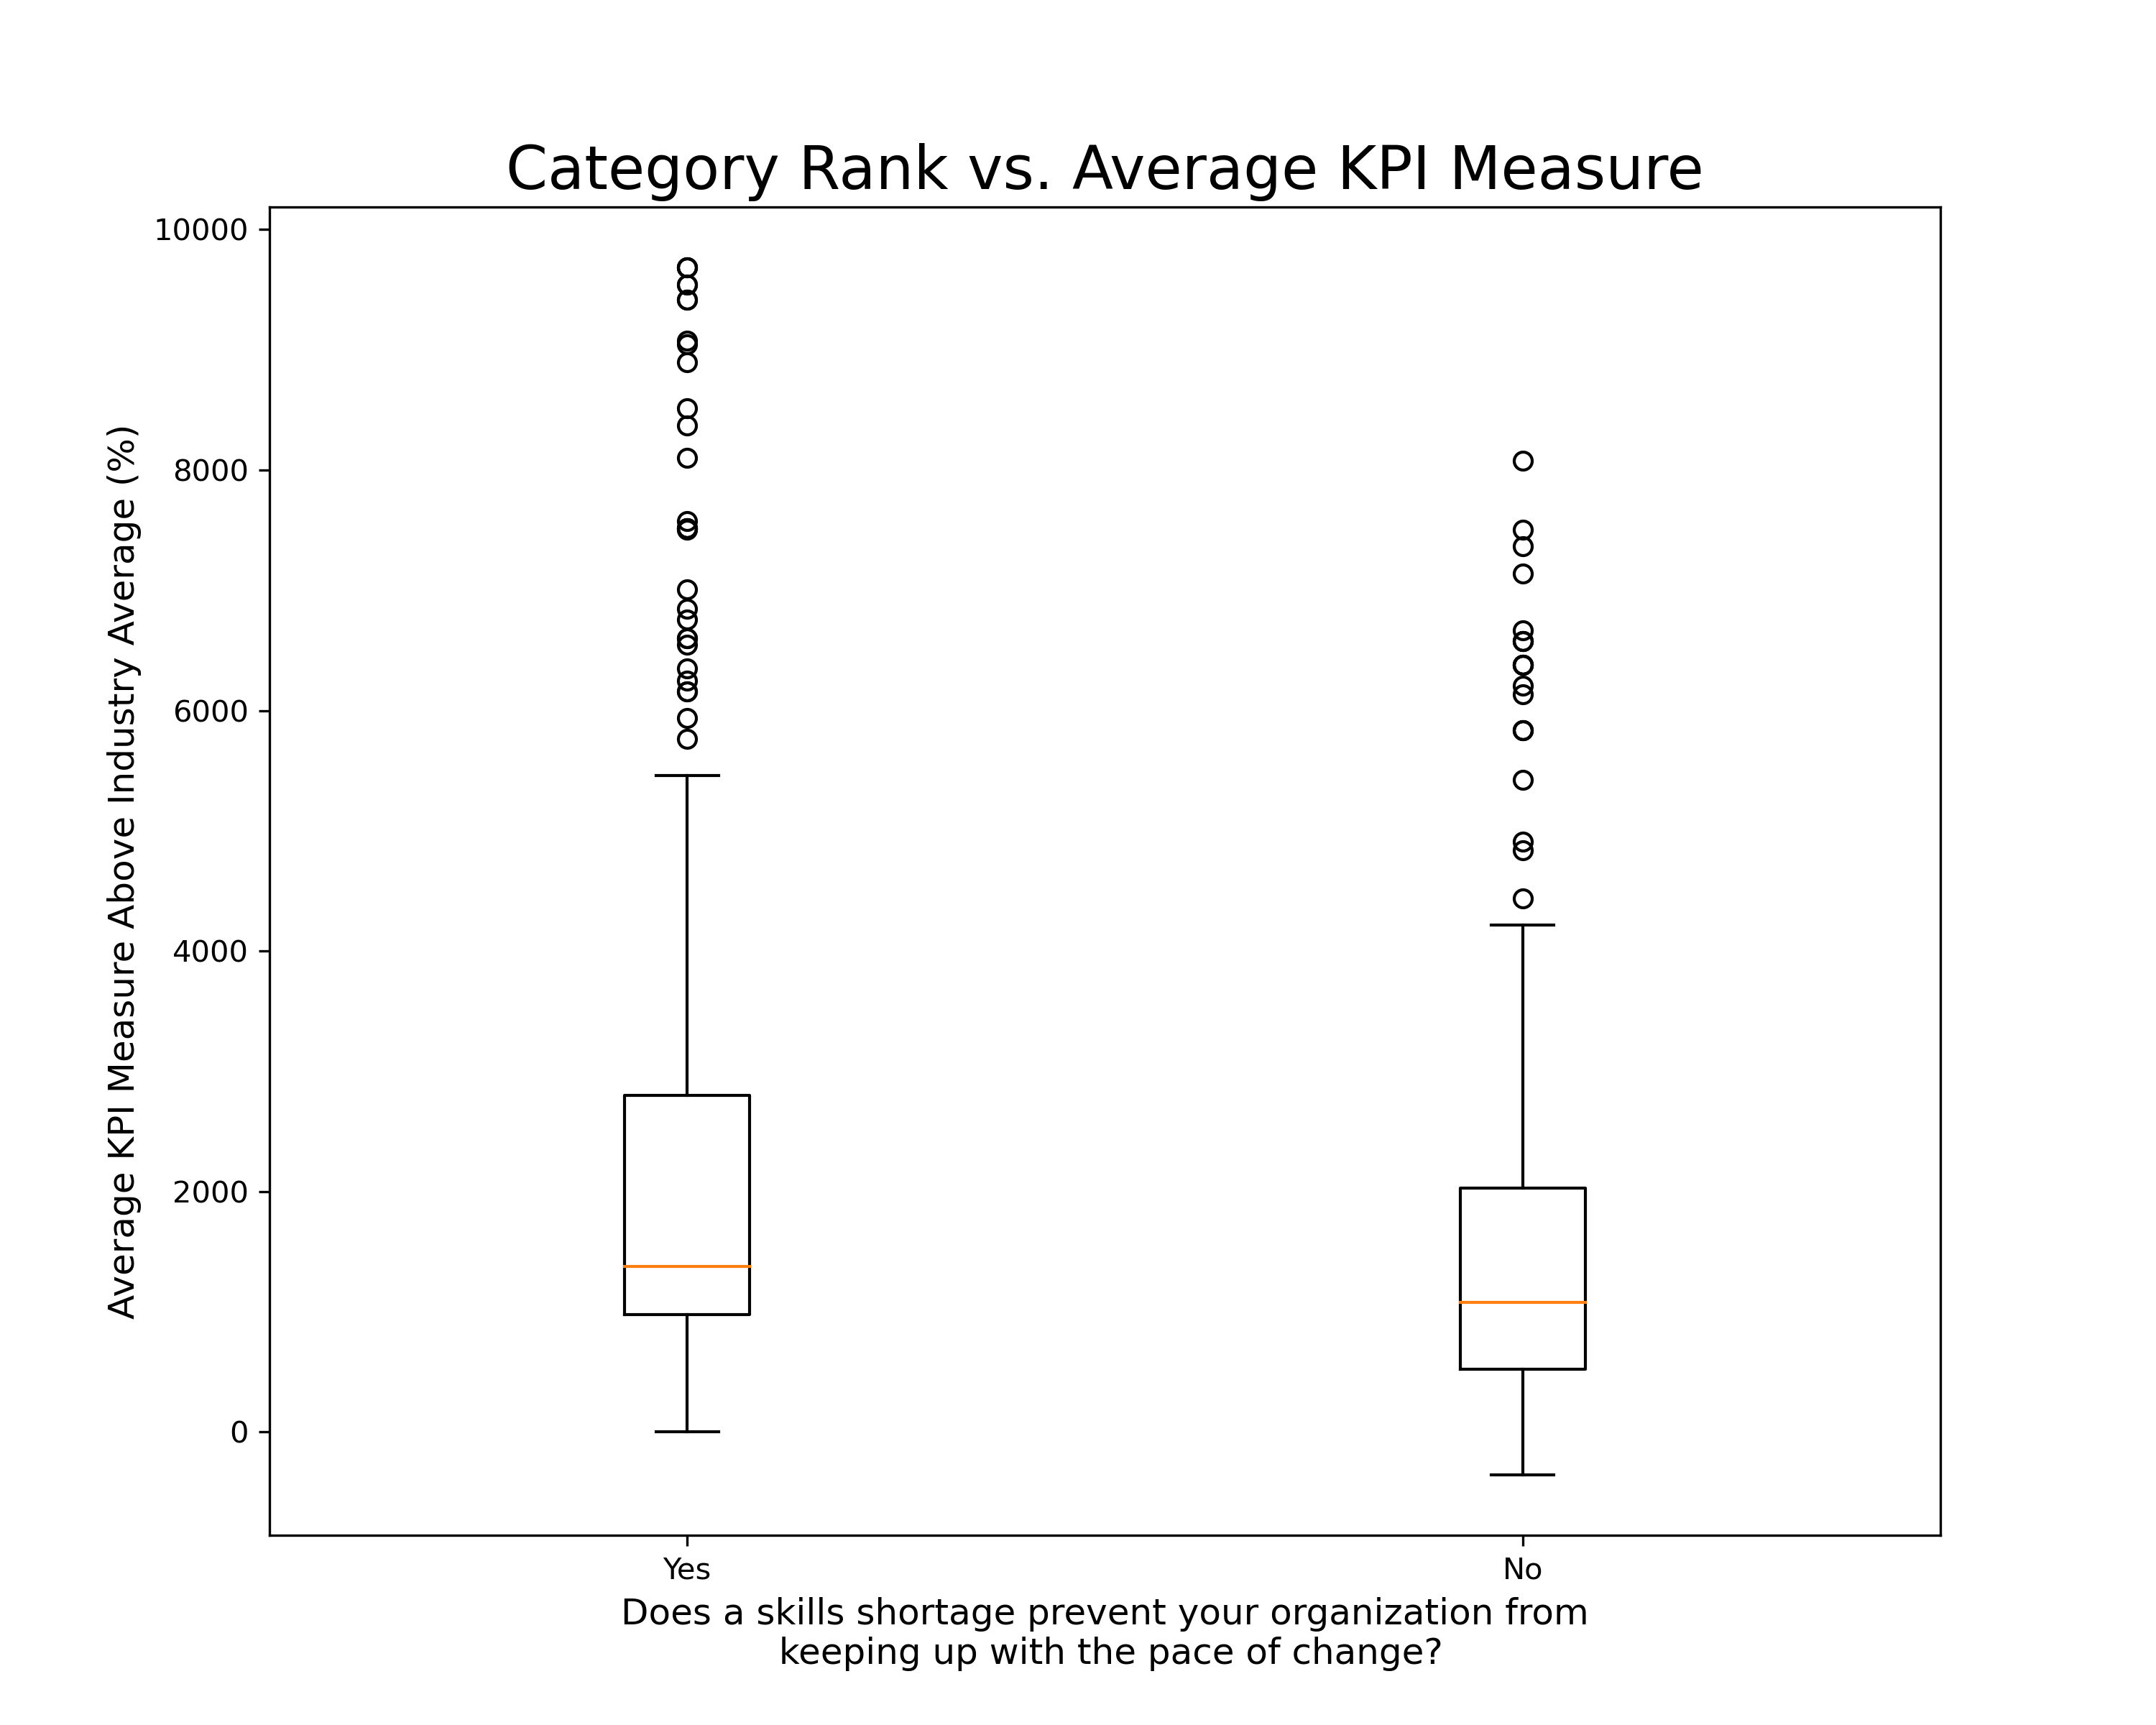 Category Rank vs. Average KPI Measure
Average KPI Measure Above Industry Average (%)
10000
8000
6000
4000
2000
0
Yes
No
Does a skills shortage prevent your organization from
keeping up with the pace of change?